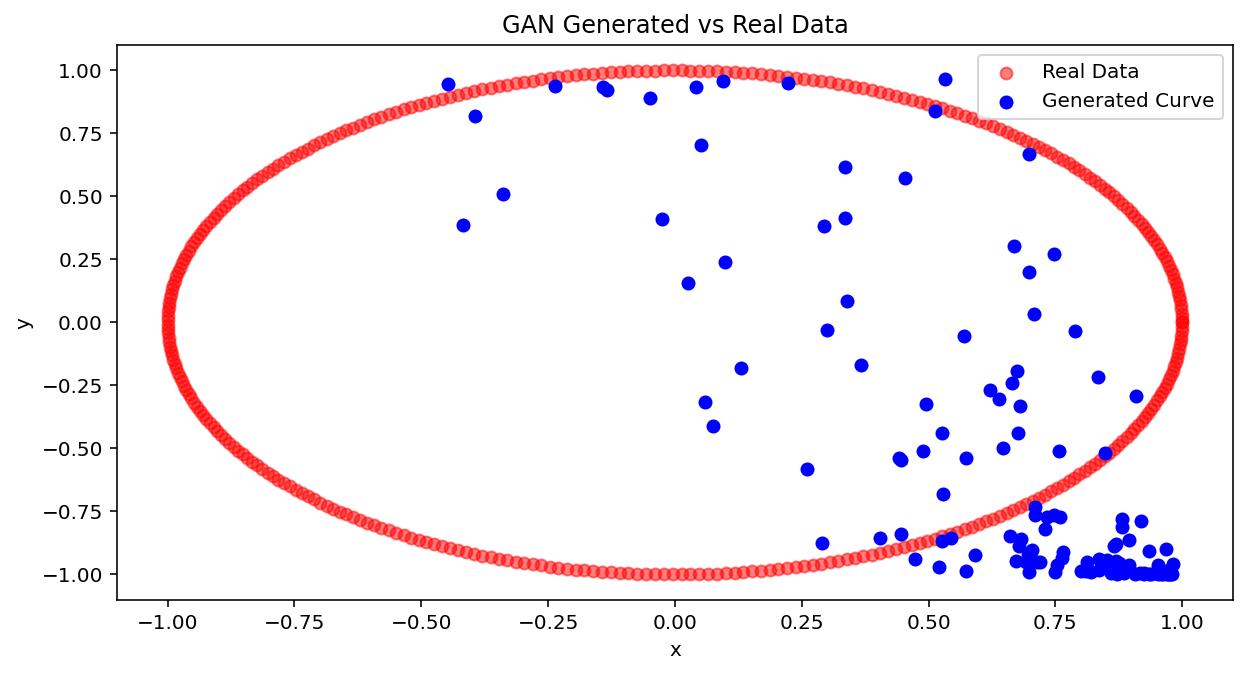 GAN Generated vs Real Data
Real Data
Generated Curve
1.00
0.75
0.50
0.25
0.00
−0.25
−0.50
−0.75
−1.00
y
−1.00 −0.75 −0.50 −0.25 0.00 0.25 0.50 0.75 1.00
x